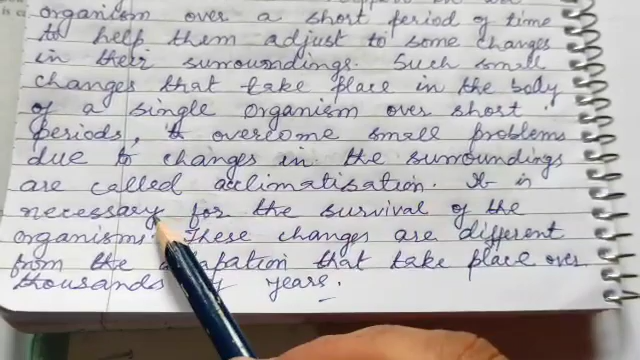 organism over a short period of time
to help them adjust to some changes
in their surroundings. Such small
changes that take place in the body
of a single organism over short
periods, to overcome small problems
due to changes in the surroundings
are called acclimatisation. It is
necessary for the survival of the
organisms. These changes are different
from the that take place over
thousands years.